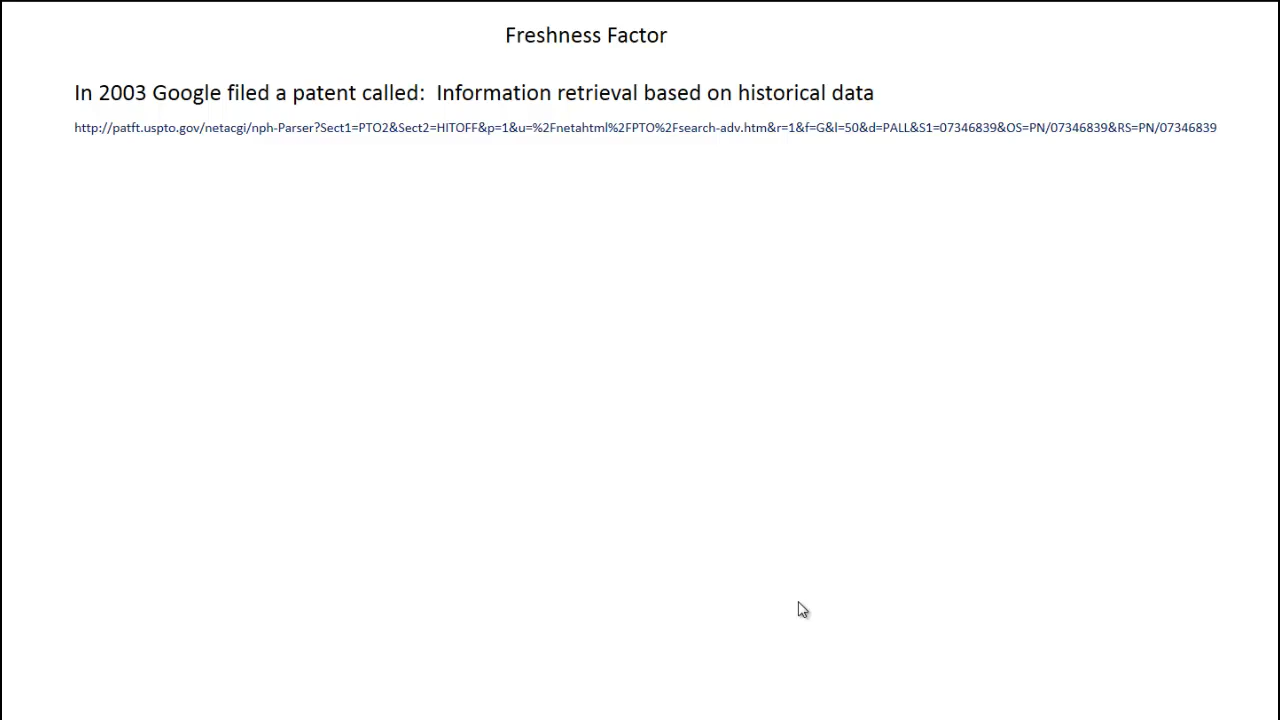 Freshness Factor
In 2003 Google filed a patent called:  Information retrieval based on historical data
http://patft.uspto.gov/netacgi/nph-Parser?Sect1=PTO2&Sect2=HITOFF&p=1&u=%2Fnetahtml%2FPTO%2Fsearch-adv.htm&r=1&f=G&l=50&d=PALL&S1=07346839&OS=PN/07346839&RS=PN/07346839